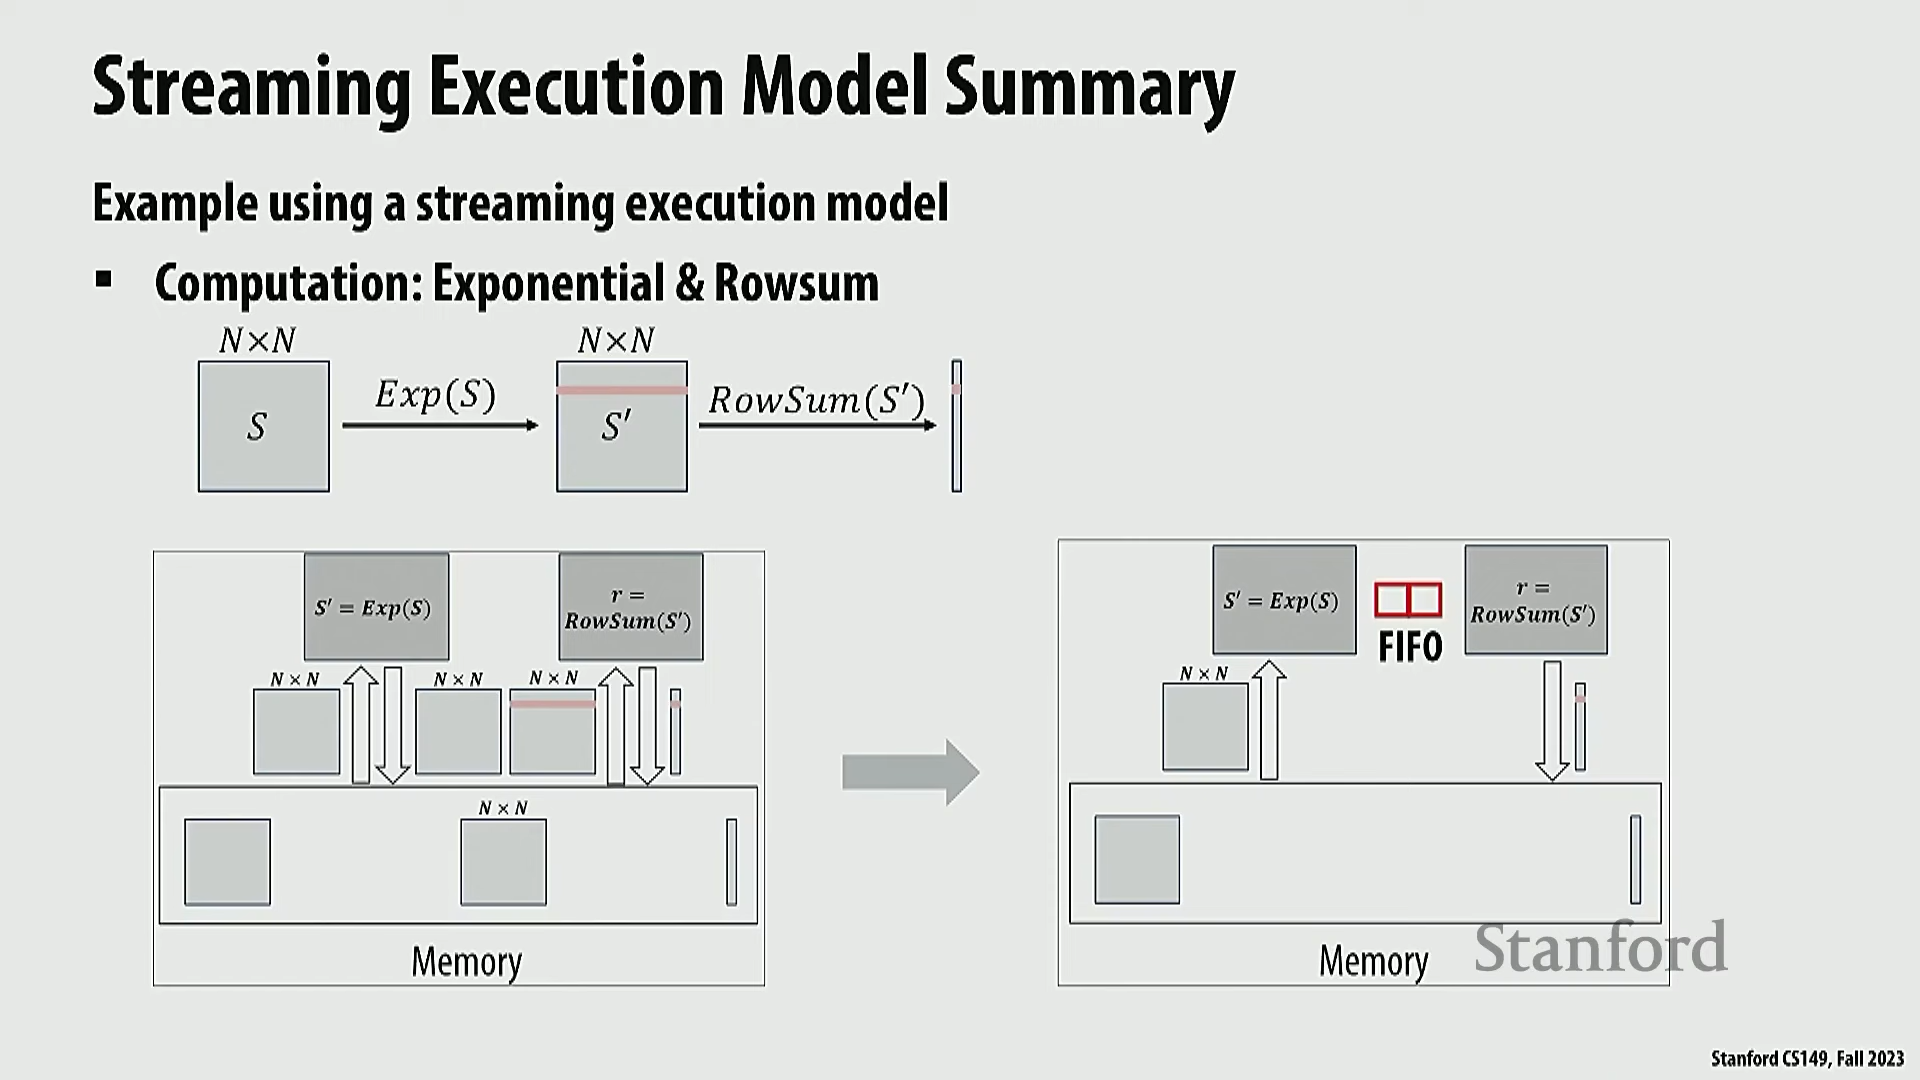 Streaming Execution Model Summary
Example using a streaming execution model
▪ Computation: Exponential & Rowsum
N×N
N×N
S
Exp(S)
S′
RowSum(S′)
S′ = Exp(S)
r =
RowSum(S′)
N × N
N × N
N × N
N × N
Memory
S′ = Exp(S)
FIFO
r =
RowSum(S′)
N × N
Memory
Stanford
Stanford CS149, Fall 2023